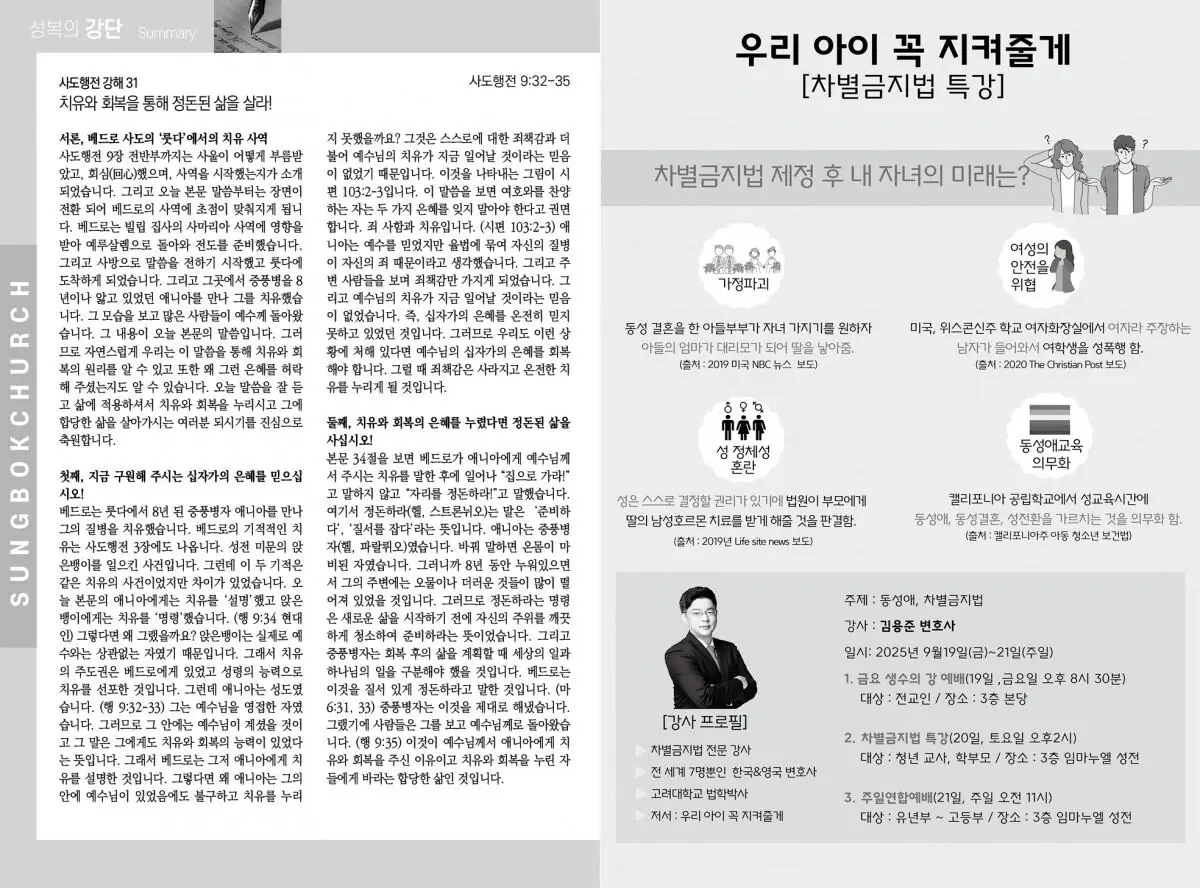 성복의 강단 Summary
SUNGBOKCHURCH
사도행전 강해 31
사도행전 9:32-35
치유와 회복을 통해 정돈된 삶을 살라!
서론, 베드로 사도의 ‘룻다’에서의 치유 사역
사도행전 9장 전반부까지는 사울이 어떻게 부름받
았고, 회심(回心)했으며, 사역을 시작했는지가 소개
되었습니다. 그리고 오늘 본문 말씀부터는 장면이
전환 되어 베드로의 사역에 초점이 맞춰지게 됩니
다. 베드로는 빌립 집사의 사마리아 사역에 영향을
받아 예루살렘으로 돌아와 전도를 준비했습니다.
그리고 사방으로 말씀을 전하기 시작했고 룻다에
도착하게 되었습니다. 그리고 그곳에서 중풍병을 8
년이나 앓고 있었던 애니아를 만나 그를 치유했습
니다. 그 모습을 보고 많은 사람들이 예수께 돌아왔
습니다. 그 내용이 오늘 본문의 말씀입니다. 그러
므로 자연스럽게 우리는 이 말씀을 통해 치유와 회
복의 원리를 알 수 있고 또한 왜 그런 은혜를 허락
해 주셨는지도 알 수 있습니다. 오늘 말씀을 잘 듣
고 삶에 적용하셔서 치유와 회복을 누리시고 그에
합당한 삶을 살아가시는 여러분 되시기를 진심으로
축원합니다.
첫째, 지금 구원해 주시는 십자가의 은혜를 믿으십
시오!
베드로는 룻다에서 8년 된 중풍병자 애니아를 만나
그의 질병을 치유했습니다. 베드로의 기적적인 치
유는 사도행전 3장에도 나옵니다. 성전 미문의 앉
은뱅이를 일으킨 사건입니다. 그런데 이 두 기적은
같은 치유의 사건이었지만 차이가 있었습니다. 오
늘 본문의 애니아에게는 치유를 ‘설명’했고 앉은
뱅이에게는 치유를 ‘명령’했습니다. (행 9:34 현대
인) 그렇다면 왜 그랬을까요? 앉은뱅이는 실제로 예
수와는 상관없는 자였기 때문입니다. 그래서 치유
의 주도권은 베드로에게 있었고 성령의 능력으로
치유를 선포한 것입니다. 그런데 애니아는 성도였
습니다. (행 9:32-33) 그는 예수님을 영접한 자였
습니다. 그러므로 그 안에는 예수님이 계셨을 것이
고 그 말은 그에게도 치유와 회복의 능력이 있었다
는 뜻입니다. 그래서 베드로는 그저 애니아에게 치
유를 설명한 것입니다. 그렇다면 왜 애니아는 그의
안에 예수님이 있었음에도 불구하고 치유를 누리
지 못했을까요? 그것은 스스로에 대한 죄책감과 더
불어 예수님의 치유가 지금 일어날 것이라는 믿음
이 없었기 때문입니다. 이것을 나타내는 그림이 시
편 103:2-3입니다. 이 말씀을 보면 여호와를 찬양
하는 자는 두 가지 은혜를 잊지 말아야 한다고 권면
합니다. 죄 사함과 치유입니다. (시편 103:2-3) 애
니아는 예수를 믿었지만 율법에 묶여 자신의 질병
이 자신의 죄 때문이라고 생각했습니다. 그리고 주
변 사람들을 보며 죄책감만 가지게 되었습니다. 그
리고 예수님의 치유가 지금 일어날 것이라는 믿음
이 없었습니다. 즉, 십자가의 은혜를 온전히 믿지
못하고 있었던 것입니다. 그러므로 우리도 이런 상
황에 처해 있다면 예수님의 십자가의 은혜를 회복
해야 합니다. 그럴 때 죄책감은 사라지고 온전한 치
유를 누리게 될 것입니다.
둘째, 치유와 회복의 은혜를 누렸다면 정돈된 삶을
사십시오!
본문 34절을 보면 베드로가 애니아에게 예수님께
서 주시는 치유를 말한 후에 일어나 “집으로 가라!”
고 말하지 않고 “자리를 정돈하라!”고 말했습니다.
여기서 정돈하라(헬, 스트론뉘오)는 말은 ‘준비하
다’, ‘질서를 잡다’라는 뜻입니다. 애니아는 중풍병
자(헬, 파랄뤼오)였습니다. 바꿔 말하면 온몸이 마
비된 자였습니다. 그러니까 8년 동안 누워있으면
서 그의 주변에는 오물이나 더러운 것들이 많이 떨
어져 있었을 것입니다. 그러므로 정돈하라는 명령
은 새로운 삶을 시작하기 전에 자신의 주위를 깨끗
하게 청소하여 준비하라는 뜻이었습니다. 그리고
중풍병자는 회복 후의 삶을 계획할 때 세상의 일과
하나님의 일을 구분해야 했을 것입니다. 베드로는
이것을 질서 있게 정돈하라고 말한 것입니다. (마
6:31, 33) 중풍병자는 이것을 제대로 해냈습니다.
그랬기에 사람들은 그를 보고 예수님께로 돌아왔습
니다. (행 9:35) 이것이 예수님께서 애니아에게 치
유와 회복을 주신 이유이고 치유와 회복을 누린 자
들에게 바라는 합당한 삶인 것입니다.
우리 아이 꼭 지켜줄게
[차별금지법 특강]
차별금지법 제정 후 내 자녀의 미래는?
? ?
가정파괴
동성 결혼을 한 아들부부가 자녀 가지기를 원하자
아들의 엄마가 대리모가 되어 딸을 낳아줌.
(출처 : 2019 미국 NBC 뉴스 보도)
여성의
안전을
위협
미국, 위스콘신주 학교 여자화장실에서 여자라 주장하는
남자가 들어와서 여학생을 성폭행 함.
(출처 : 2020 The Christian Post 보도)
성 정체성
혼란
성은 스스로 결정할 권리가 있기에 법원이 부모에게
딸의 남성호르몬 치료를 받게 해줄 것을 판결함.
(출처 : 2019년 Life site news 보도)
동성애교육
의무화
캘리포니아 공립학교에서 성교육시간에
동성애, 동성결혼, 성전환을 가르치는 것을 의무화 함.
(출처 : 캘리포니아주 아동 청소년 보건법)
[강사 프로필]
차별금지법 전문 강사
전 세계 7명뿐인 한국&영국 변호사
고려대학교 법학박사
저서 : 우리 아이 꼭 지켜줄게
주제 : 동성애, 차별금지법
강사 : 김용준 변호사
일시: 2025년 9월19일(금)~21일(주일)
1. 금요 생수의 강 예배(19일 ,금요일 오후 8시 30분)
대상 : 전교인 / 장소 : 3층 본당
2. 차별금지법 특강(20일, 토요일 오후2시)
대상 : 청년 교사, 학부모 / 장소 : 3층 임마누엘 성전
3. 주일연합예배(21일, 주일 오전 11시)
대상 : 유년부 ~ 고등부 / 장소 : 3층 임마누엘 성전